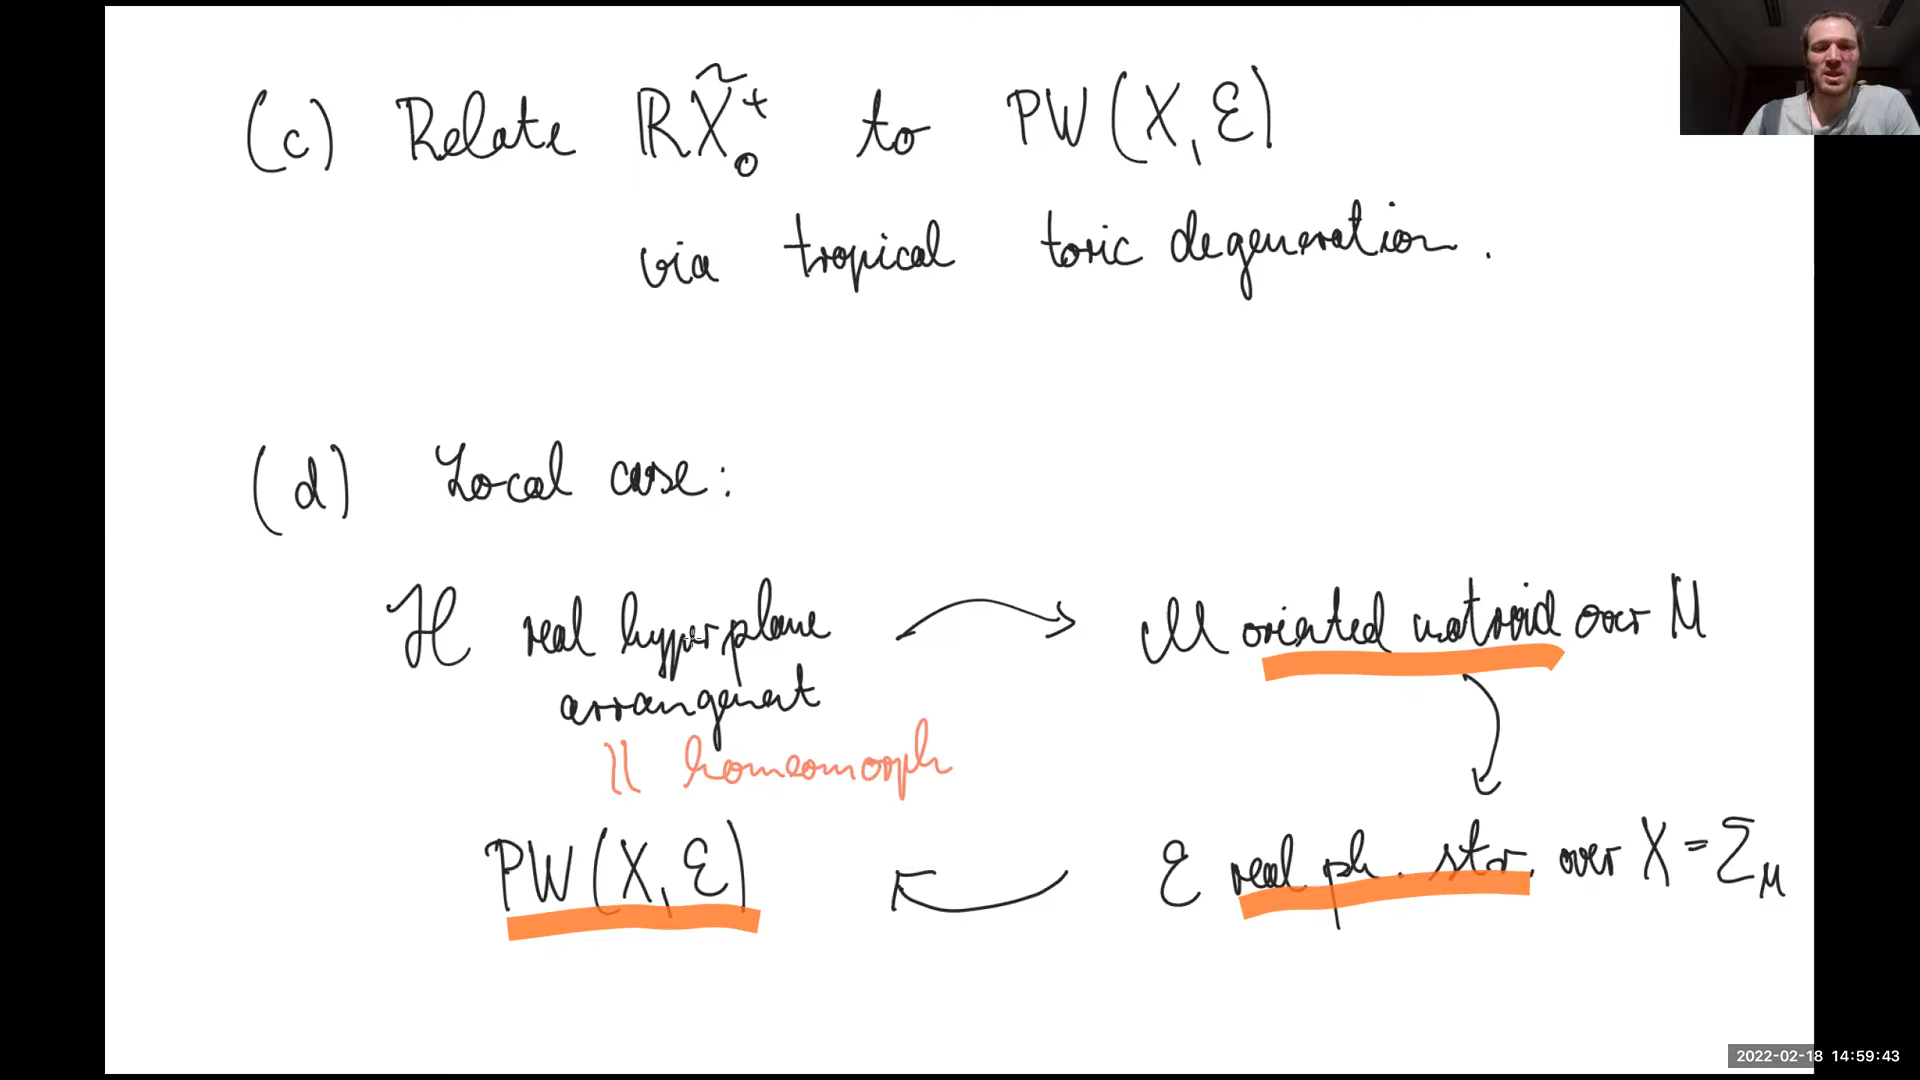 (c) Relate ℝX̃₀⁺ to PW(X, ℰ)
via tropical toric degeneration.
(d) Local case:
ℋ real hyperplane arrangement
ℳ oriented matroid over M
|| homeomorph
PW(X, ℰ)
ℰ real ph. str. over X = Σ_M
2022-02-18 14:59:43